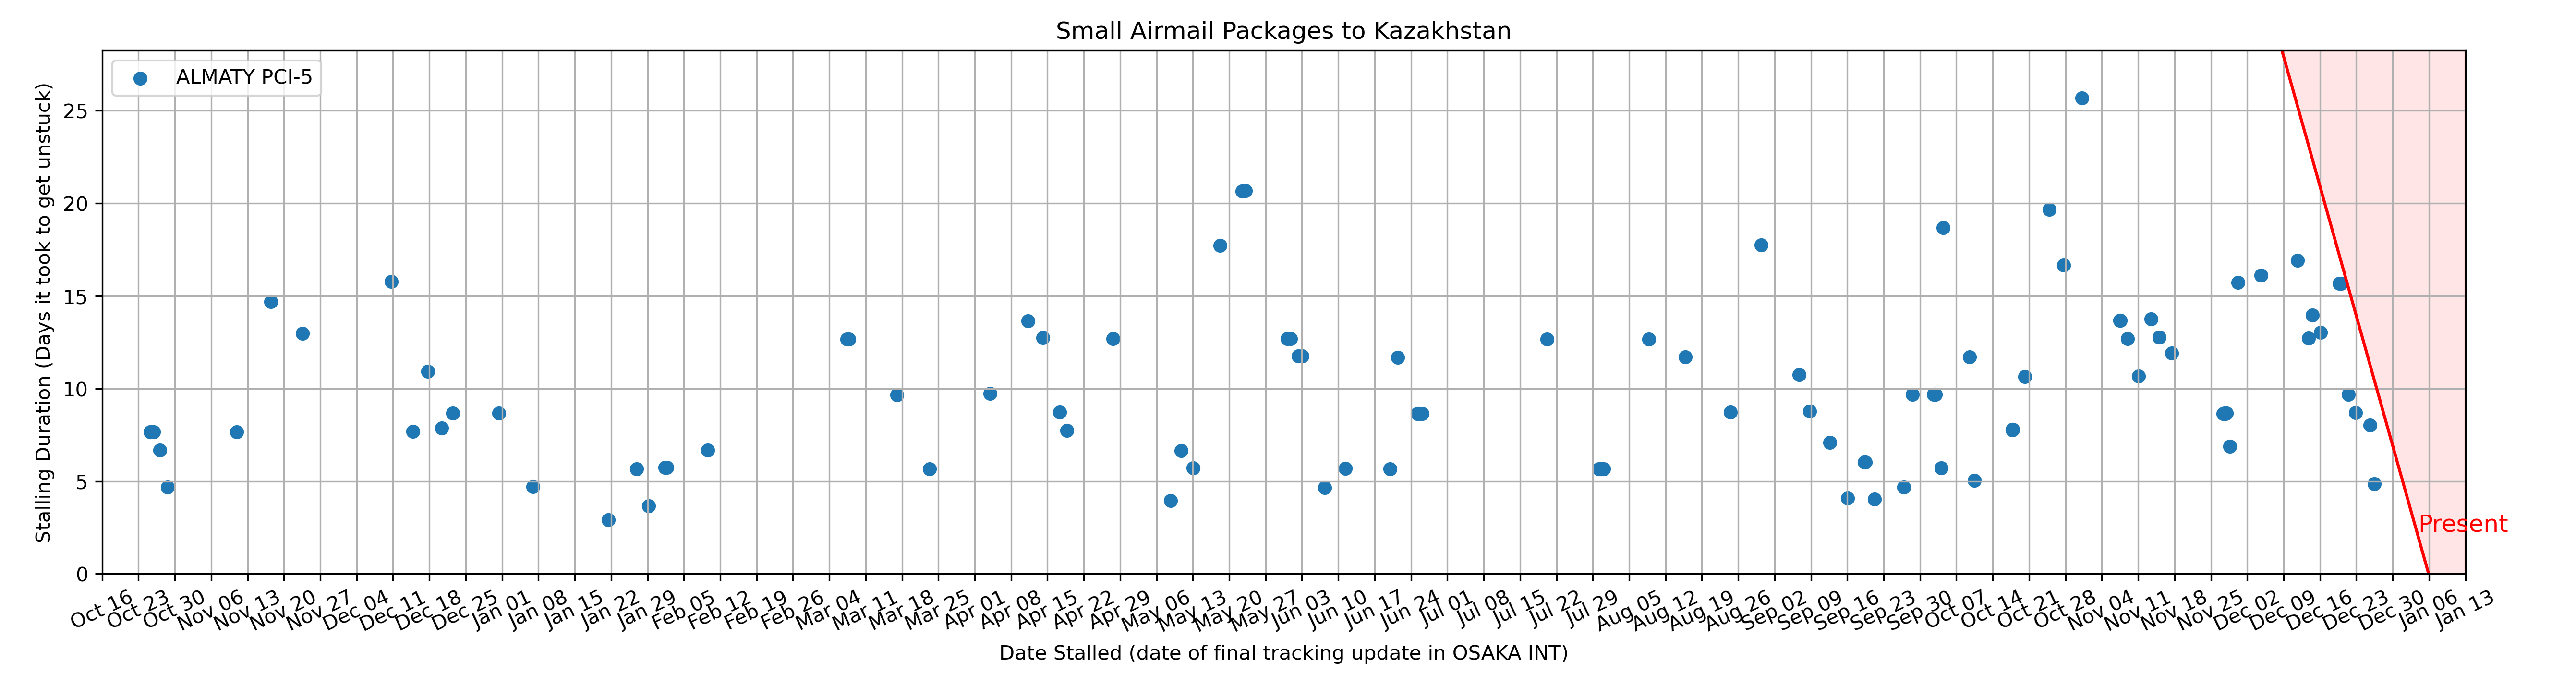 Small Airmail Packages to Kazakhstan
ALMATY PCI-5
Stalling Duration (Days it took to get unstuck)
25
20
15
10
5
0
Present
Oct 16 Oct 23 Oct 30 Nov 06 Nov 13 Nov 20 Nov 27 Dec 04 Dec 11 Dec 18 Dec 25 Jan 01 Jan 08 Jan 15 Jan 22 Jan 29 Feb 05 Feb 12 Feb 19 Feb 26 Mar 04 Mar 11 Mar 18 Mar 25 Apr 01 Apr 08 Apr 15 Apr 22 Apr 29 May 06 May 13 May 20 May 27 Jun 03 Jun 10 Jun 17 Jun 24 Jul 01 Jul 08 Jul 15 Jul 22 Jul 29 Aug 05 Aug 12 Aug 19 Aug 26 Sep 02 Sep 09 Sep 16 Sep 23 Sep 30 Oct 07 Oct 14 Oct 21 Oct 28 Nov 04 Nov 11 Nov 18 Nov 25 Dec 02 Dec 09 Dec 16 Dec 23 Dec 30 Jan 06 Jan 13
Date Stalled (date of final tracking update in OSAKA INT)